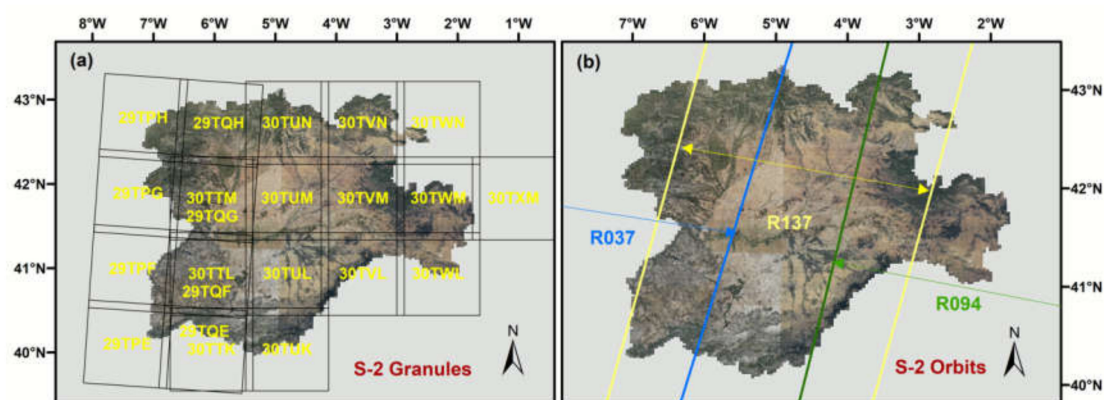 8°W 7°W 6°W 5°W 4°W 3°W 2°W 1°W
7°W 6°W 5°W 4°W 3°W 2°W
(a)
43°N
42°N
41°N
40°N
29TPH 29TQH 30TUN 30TVN 30TWN
29TPG 30TTM 30TUM 30TVM 30TWM 30TXM
29TQG
29TPF 30TTL 30TUL 30TVL 30TWL
29TQF
29TPE 29TQE 30TUK
30TTK
N
S-2 Granules
(b)
43°N
42°N
41°N
40°N
R037
R137
R094
N
S-2 Orbits